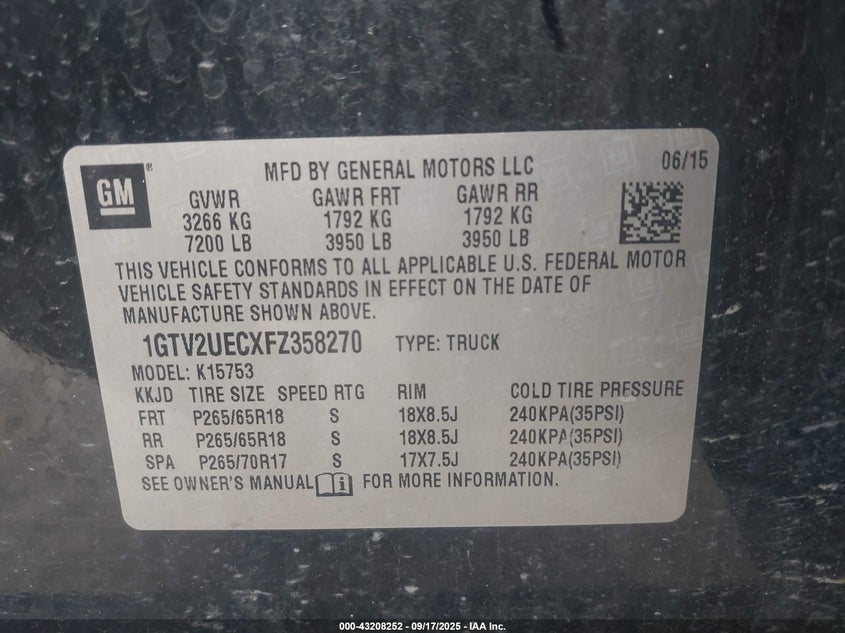 GM® MFD BY GENERAL MOTORS LLC 06/15
GVWR GAWR FRT GAWR RR
3266 KG 1792 KG 1792 KG
7200 LB 3950 LB 3950 LB
THIS VEHICLE CONFORMS TO ALL APPLICABLE U.S. FEDERAL MOTOR
VEHICLE SAFETY STANDARDS IN EFFECT ON THE DATE OF
MANUFACTURE SHOWN ABOVE.
1GTV2UECXFZ358270 TYPE: TRUCK
MODEL: K15753
KKJD TIRE SIZE SPEED RTG RIM COLD TIRE PRESSURE
FRT P265/65R18 S 18X8.5J 240KPA(35PSI)
RR P265/65R18 S 18X8.5J 240KPA(35PSI)
SPA P265/70R17 S 17X7.5J 240KPA(35PSI)
SEE OWNER'S MANUAL FOR MORE INFORMATION.
000-43208252 - 09/17/2025 - IAA Inc.